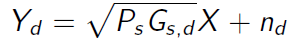 $Y_d = \sqrt{P_s G_{s,d}} X + n_d$